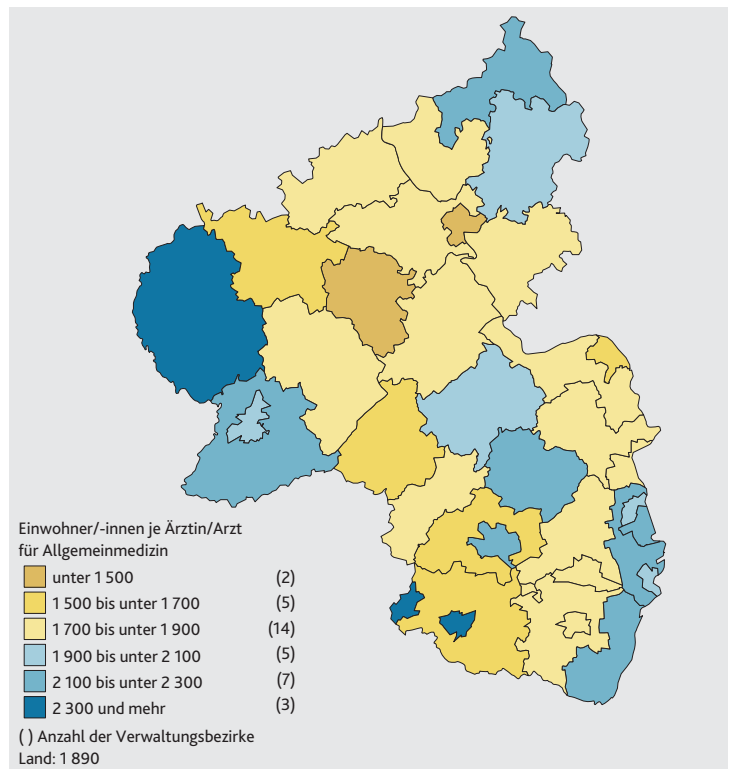 Einwohner/-innen je Ärztin/Arzt
für Allgemeinmedizin
unter 1 500 (2)
1 500 bis unter 1 700 (5)
1 700 bis unter 1 900 (14)
1 900 bis unter 2 100 (5)
2 100 bis unter 2 300 (7)
2 300 und mehr (3)
( ) Anzahl der Verwaltungsbezirke
Land: 1 890